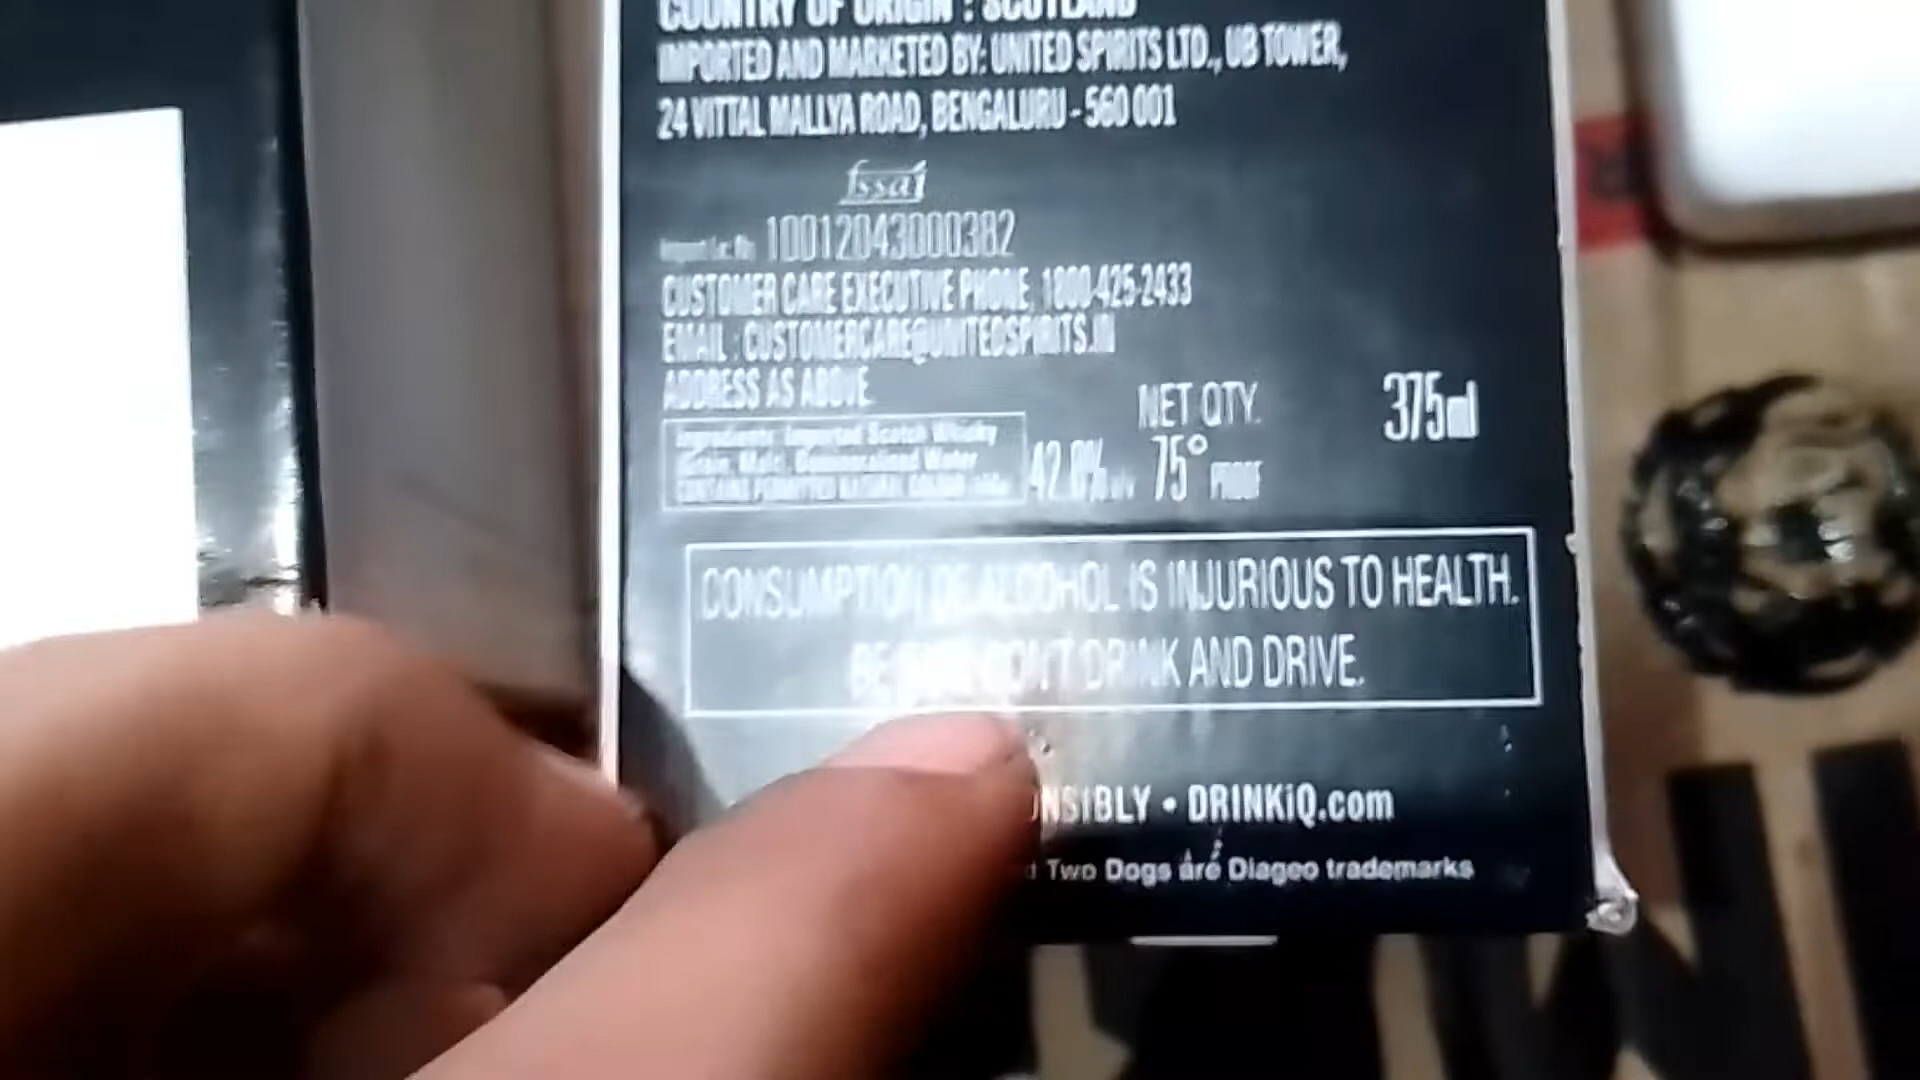 COUNTRY OF ORIGIN : SCOTLAND
IMPORTED AND MARKETED BY: UNITED SPIRITS LTD., UB TOWER,
24 VITTAL MALLYA ROAD, BENGALURU - 560 001
fssai
Import Lic. No. 10012043000382
CUSTOMER CARE EXECUTIVE PHONE 1800-425-2433
EMAIL : CUSTOMERCARE@UNITEDSPIRITS.IN
ADDRESS AS ABOVE
NET QTY. 375ml
Ingredients: Imported Scotch Whisky
Grain, Malt, Demineralised Water
CONTAINS PERMITTED NATURAL COLOUR
42.8% v/v 75° PROOF
CONSUMPTION OF ALCOHOL IS INJURIOUS TO HEALTH.
BE DON'T DRINK AND DRIVE.
NSIBLY • DRINKiQ.com
d Two Dogs are Diageo trademarks